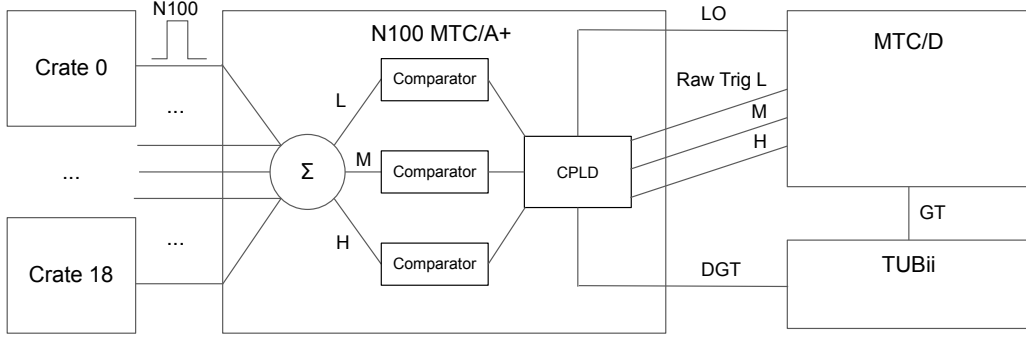 N100
Crate 0
...
...
...
Crate 18
N100 MTC/A+
Σ
L
M
H
Comparator
Comparator
Comparator
CPLD
LO
Raw Trig L
M
H
DGT
MTC/D
GT
TUBii